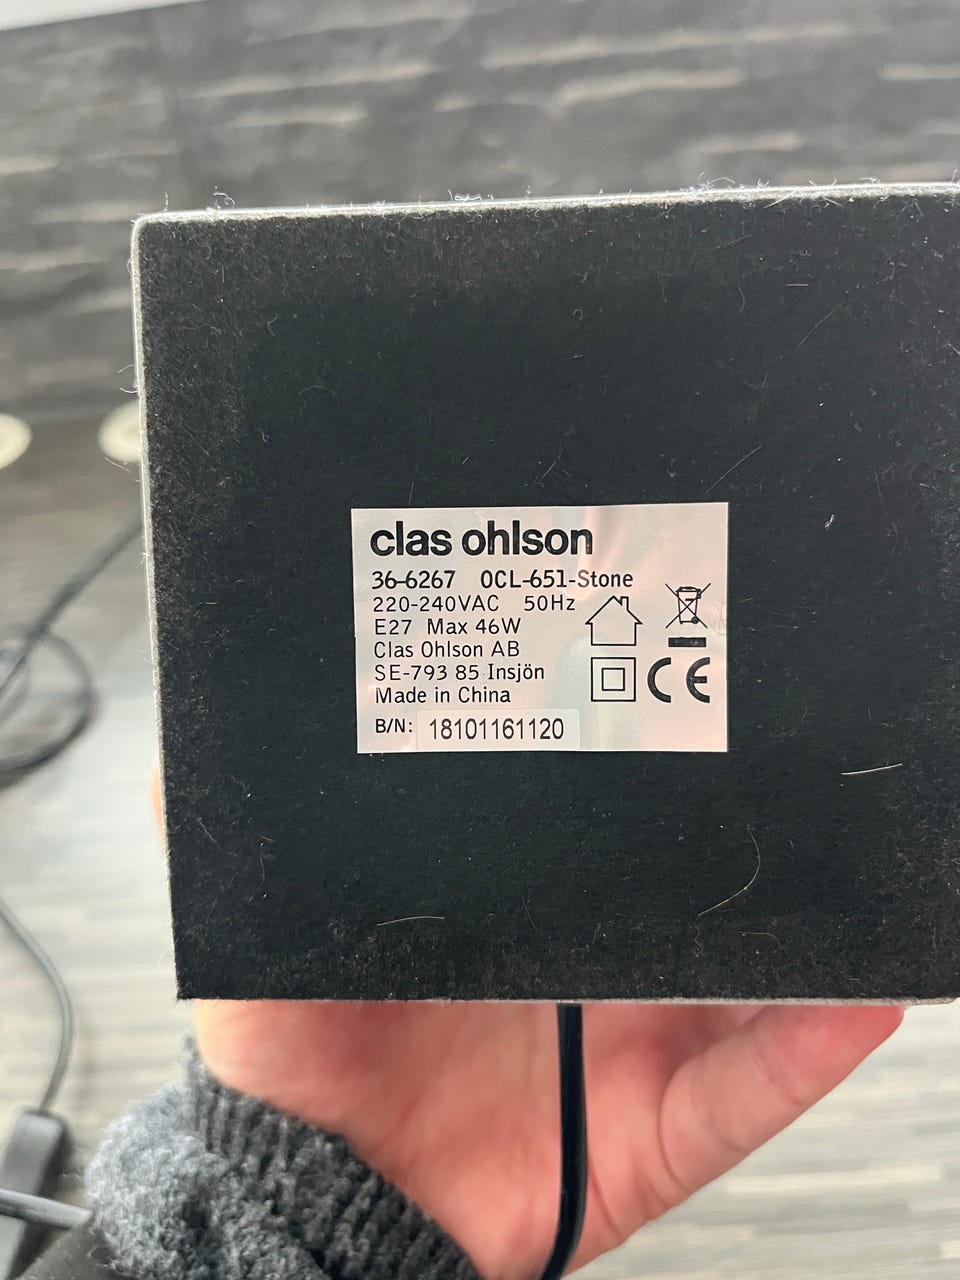 clas ohlson
36-6267 OCL-651-Stone
220-240VAC 50Hz
E27 Max 46W
Clas Ohlson AB
SE-793 85 Insjön
Made in China
B/N: 18101161120
CE